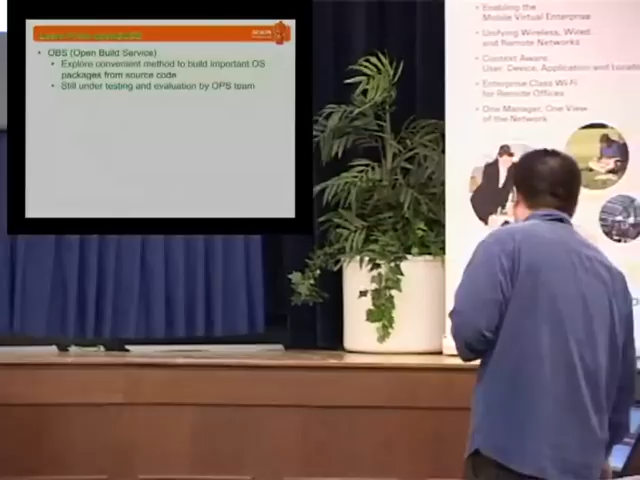 • OBS (Open Build Service)
• Explore convenient method to build important OS
packages from source code
• Still under testing and evaluation by OPS team
• Enabling the
Mobile Virtual Enterprise
• Unifying Wireless, Wired
and Remote Networks
• Context Aware:
User, Device, Application and
• Enterprise Class Wi-Fi
for Remote Offices
• One Manager, One View
of the Network